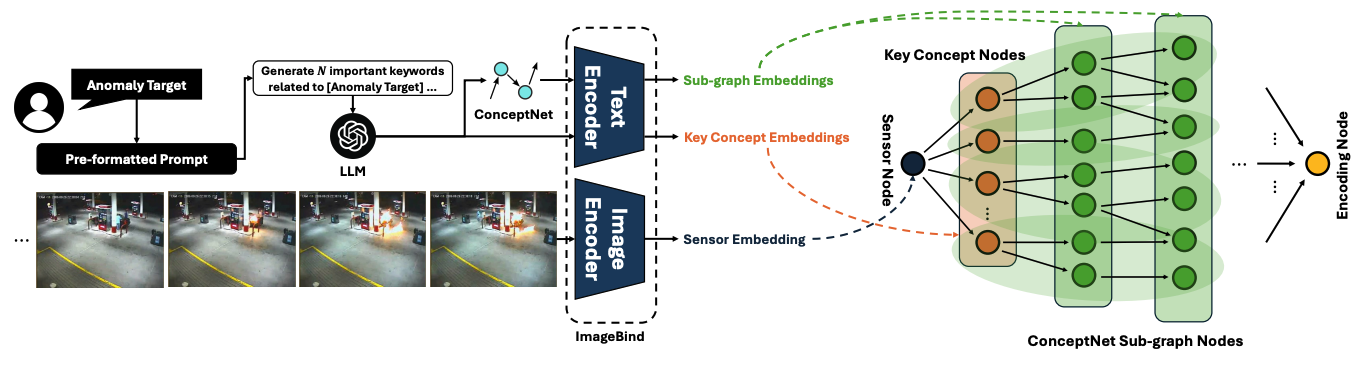 Anomaly Target
Pre-formatted Prompt
Generate N important keywords
related to [Anomaly Target] ...
LLM
ConceptNet
Text
Encoder
Image
Encoder
ImageBind
Sub-graph Embeddings
Key Concept Embeddings
Sensor Embedding
Key Concept Nodes
Sensor Node
ConceptNet Sub-graph Nodes
Encoding Node